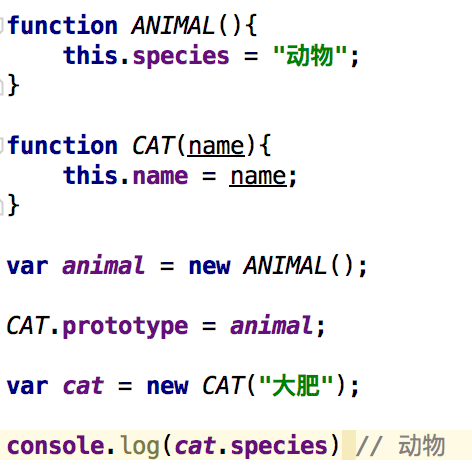 function ANIMAL(){
    this.species = "动物";
}
function CAT(name){
    this.name = name;
}
var animal = new ANIMAL();
CAT.prototype = animal;
var cat = new CAT("大肥");
console.log(cat.species) // 动物